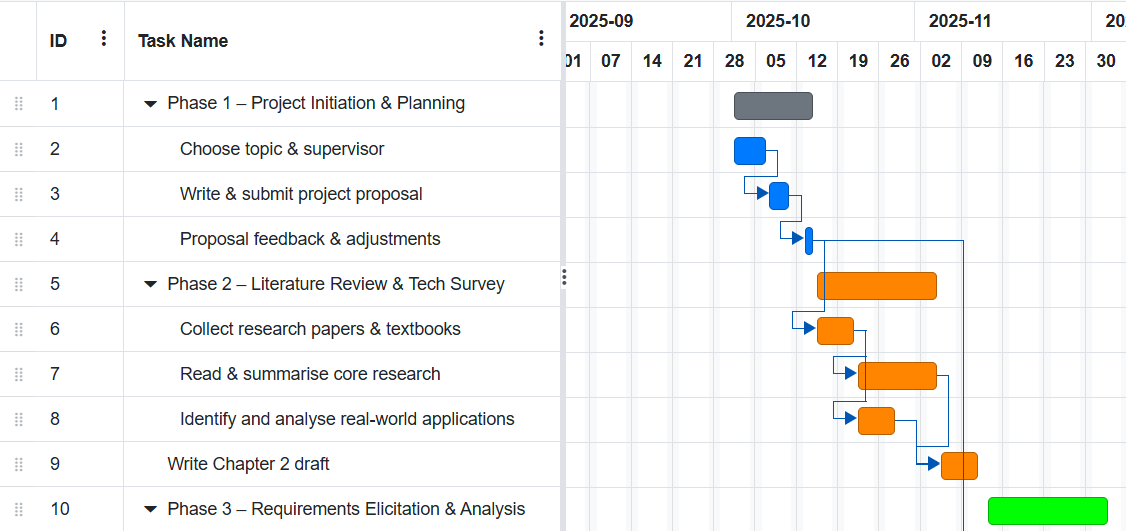 ID Task Name 2025-09 2025-10 2025-11 20
01 07 14 21 28 05 12 19 26 02 09 16 23 30
1 Phase 1 – Project Initiation & Planning
2 Choose topic & supervisor
3 Write & submit project proposal
4 Proposal feedback & adjustments
5 Phase 2 – Literature Review & Tech Survey
6 Collect research papers & textbooks
7 Read & summarise core research
8 Identify and analyse real-world applications
9 Write Chapter 2 draft
10 Phase 3 – Requirements Elicitation & Analysis